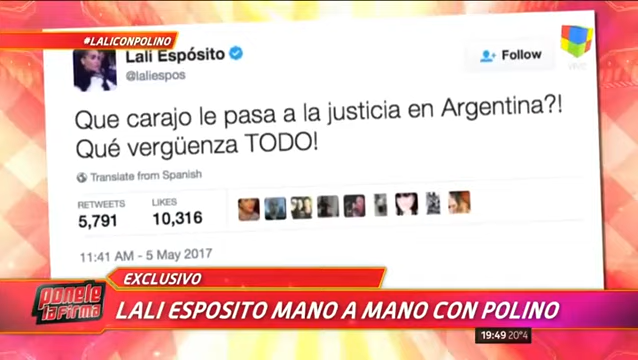 #LALICONPOLINO
Lali Espósito
@laliespos
Follow
VIVO
Que carajo le pasa a la justicia en Argentina?!
Qué vergüenza TODO!
Translate from Spanish
RETWEETS LIKES
5,791 10,316
11:41 AM - 5 May 2017
EXCLUSIVO
ponele
la FIRMA
LALI ESPOSITO MANO A MANO CON POLINO
19:49 20°4